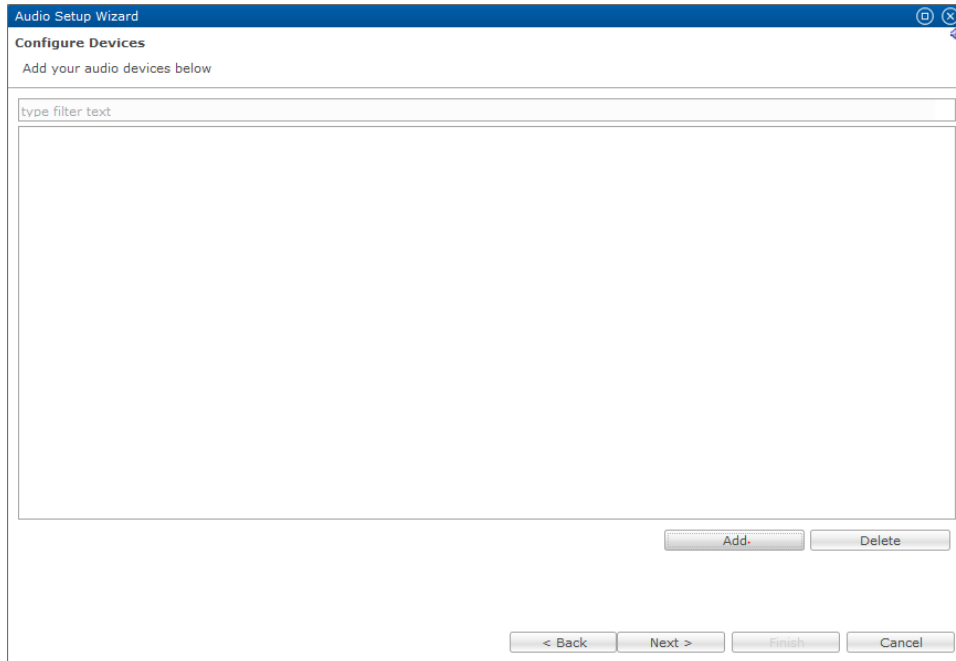 Audio Setup Wizard
Configure Devices
Add your audio devices below
type filter text
Add.
Delete
< Back
Next >
Finish
Cancel